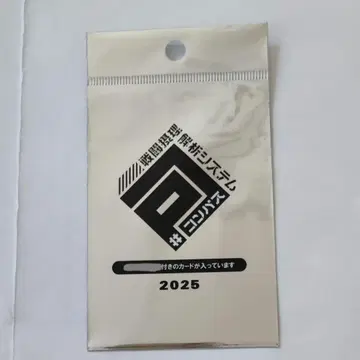 戦闘摂理
解析システム
#コンパス
付きのカードが入っています
2025